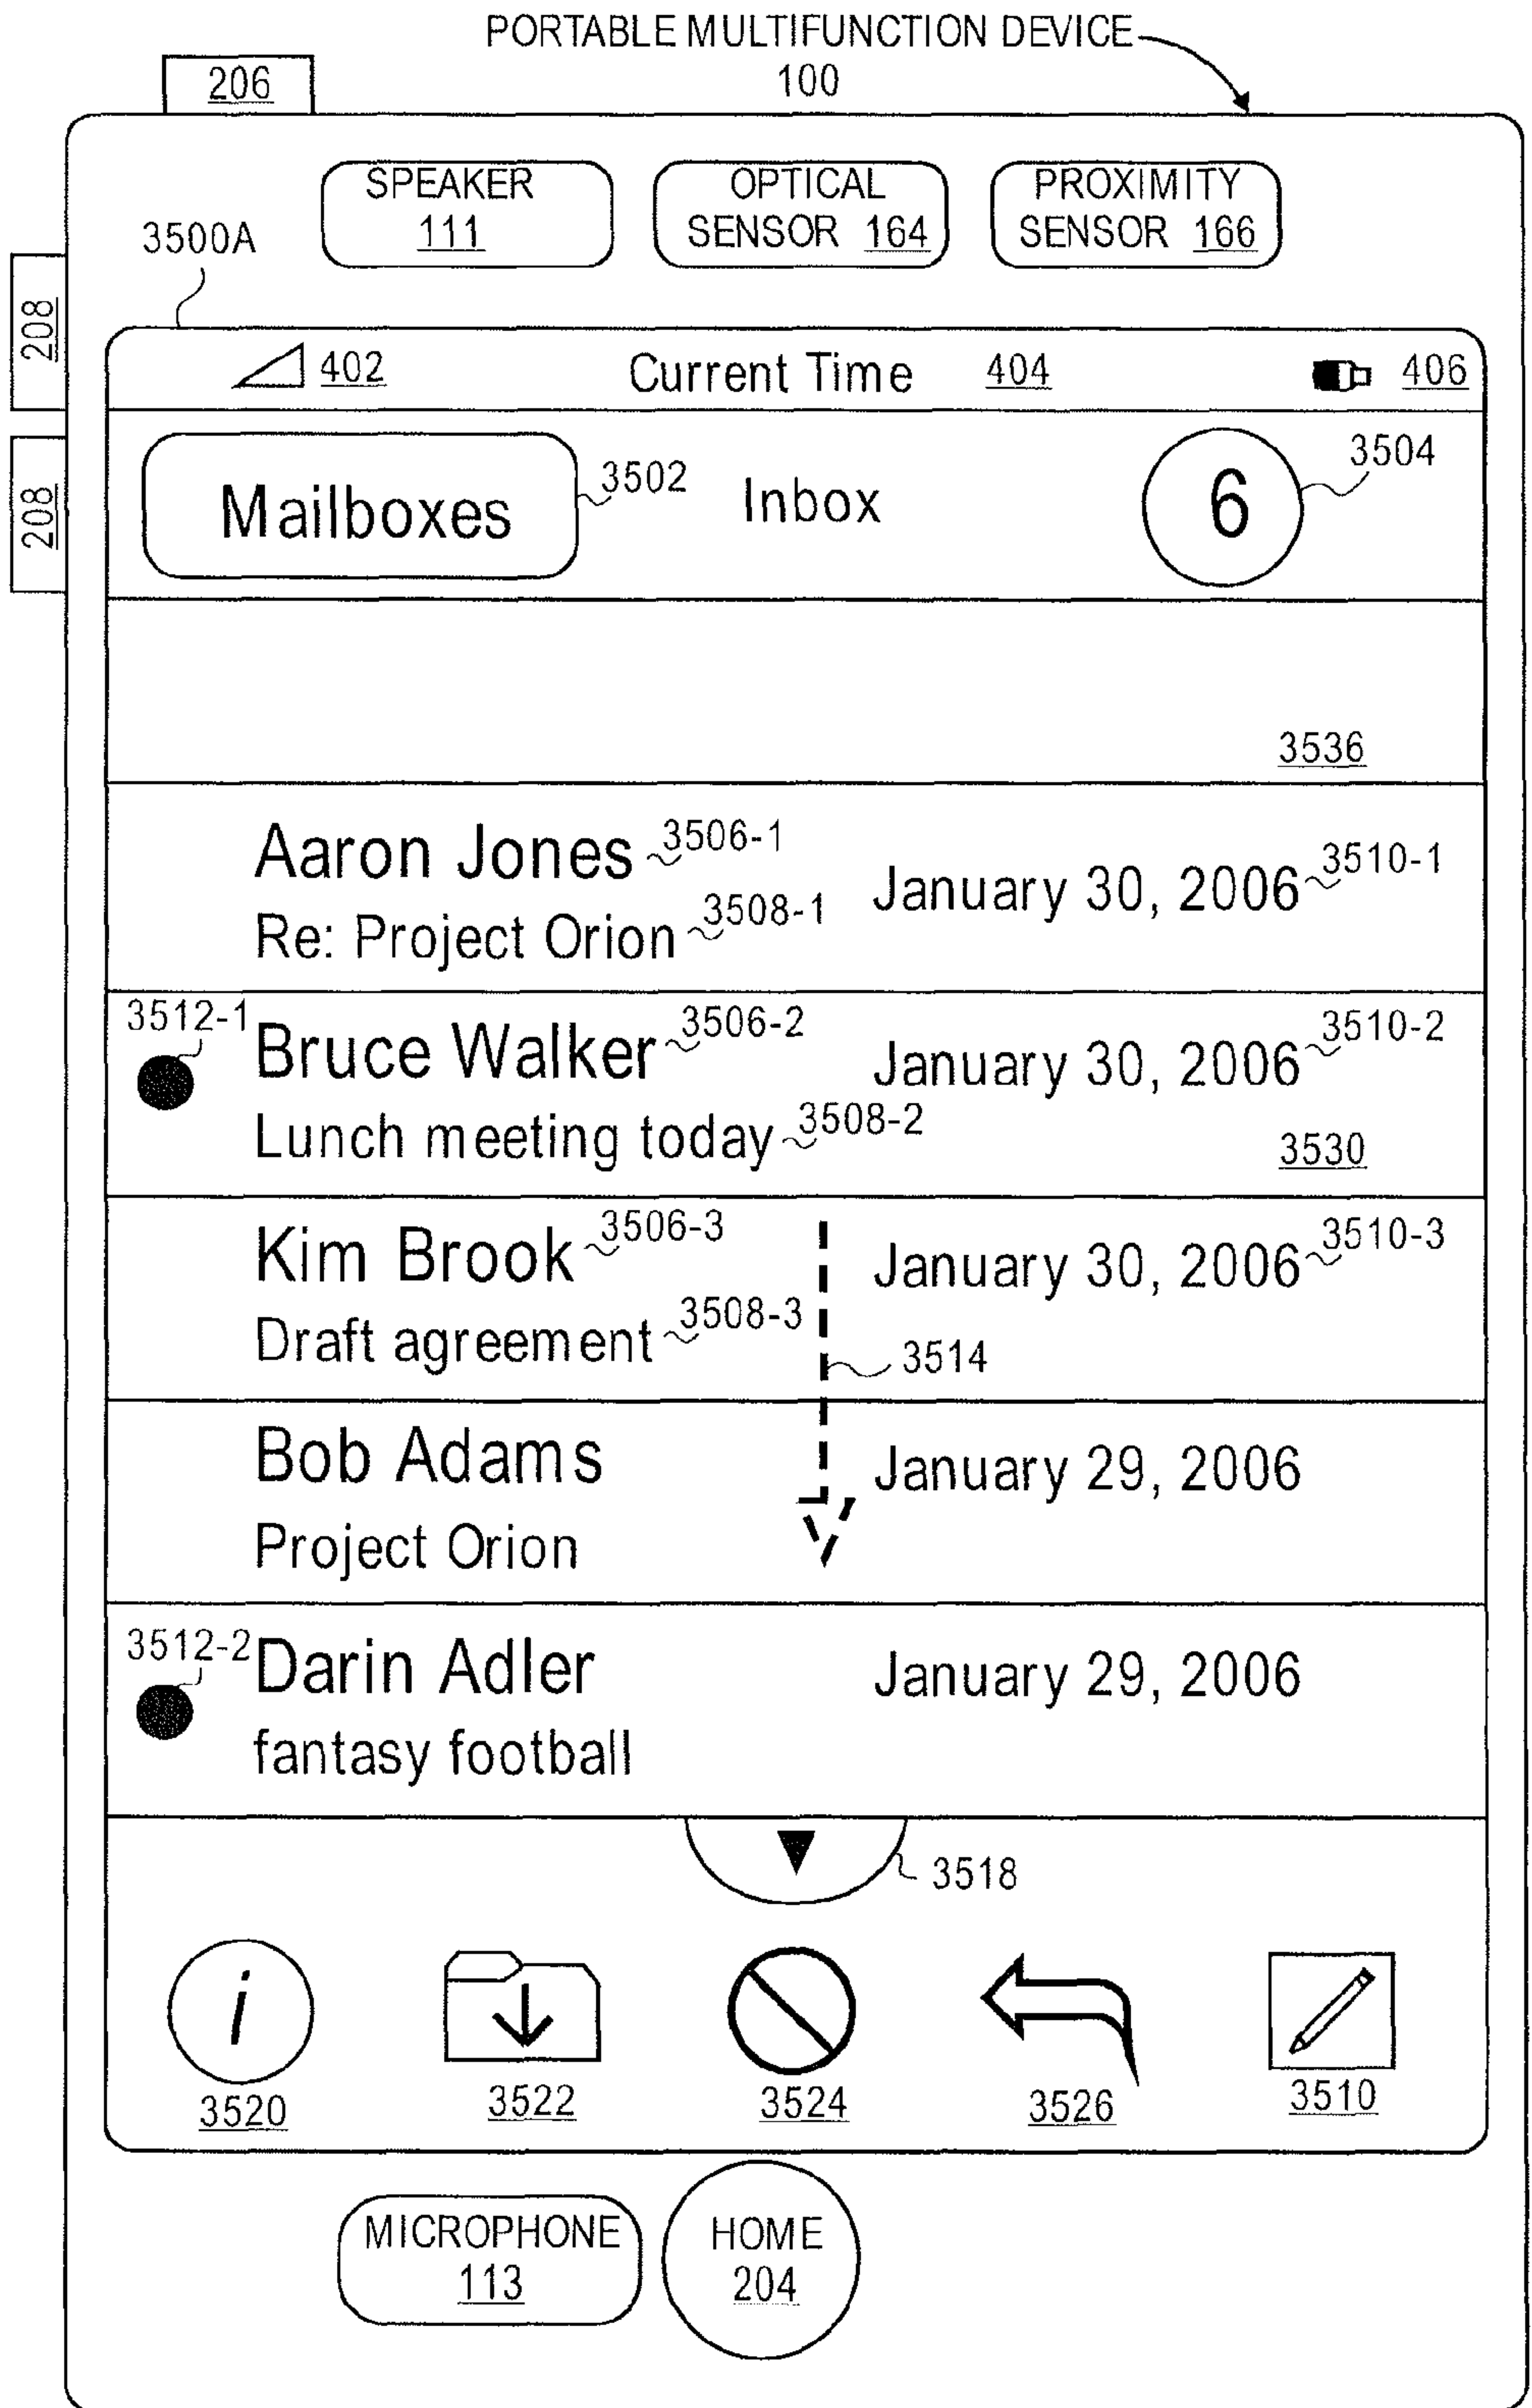 PORTABLE MULTIFUNCTION DEVICE
100
206
SPEAKER
111
OPTICAL
SENSOR 164
PROXIMITY
SENSOR 166
3500A
208
208
402 Current Time 404 406
Mailboxes 3502 Inbox 6 3504
3536
Aaron Jones 3506-1
January 30, 2006 3510-1
Re: Project Orion 3508-1
3512-1
Bruce Walker 3506-2
January 30, 2006 3510-2
Lunch meeting today 3508-2
3530
Kim Brook 3506-3
January 30, 2006 3510-3
Draft agreement 3508-3
3514
Bob Adams
January 29, 2006
Project Orion
3512-2
Darin Adler
January 29, 2006
fantasy football
3518
i
3520 3522 3524 3526 3510
MICROPHONE
113
HOME
204